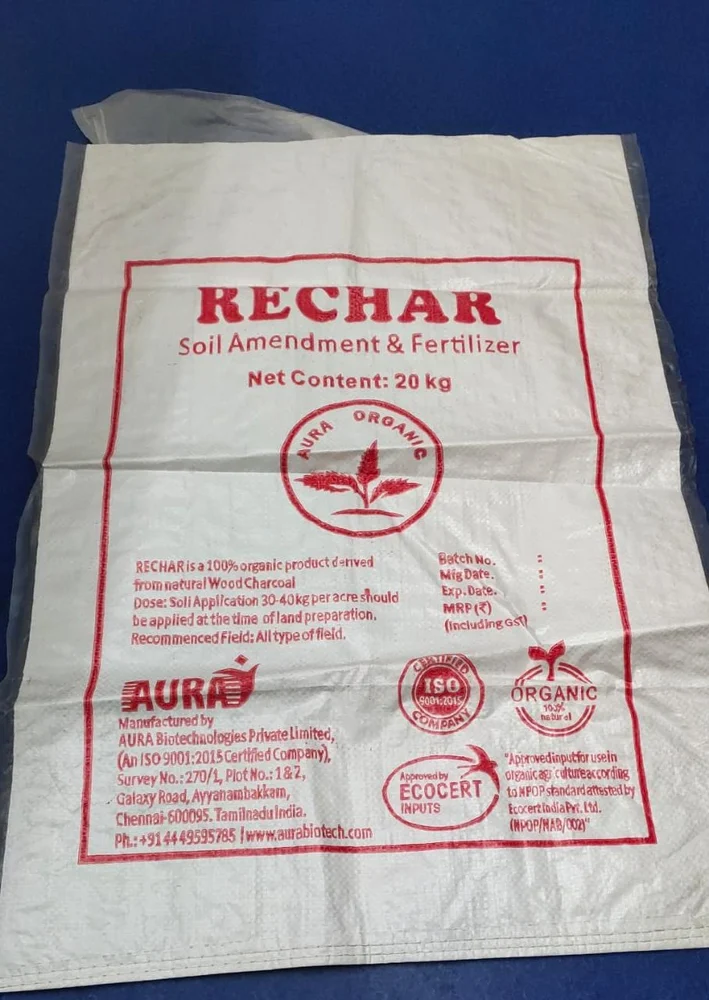 RECHAR
Soil Amendment & Fertilizer
Net Content: 20 kg
AURA ORGANIC
RECHAR is a 100% organic product derived
from natural Wood Charcoal
Dose: Soli Application 30-40kg per acre should
be applied at the time of land preparation.
Recommenced Field: All type of field.
Batch No. :
Mfg Date. :
Exp. Date. :
MRP (₹) :
(including GST)
AURA
Manufactured by
AURA Biotechnologies Private Limited,
(An ISO 9001:2015 Certified Company),
Survey No.: 270/1, Plot No.: 1&2,
Galaxy Road, Ayyanambakkam,
Chennai-600095. Tamilnadu India.
Ph.: +91 44 49595785 | www.aurabiotech.com
CERTIFIED
ISO
9001:2015
COMPANY
ORGANIC
100%
natural
Approved by
ECOCERT
INPUTS
"Approved input for use in
organic agriculture according
to NPOP standard attested by
Ecocert India Pvt. Ltd.
(NPOP/NAB/002)"